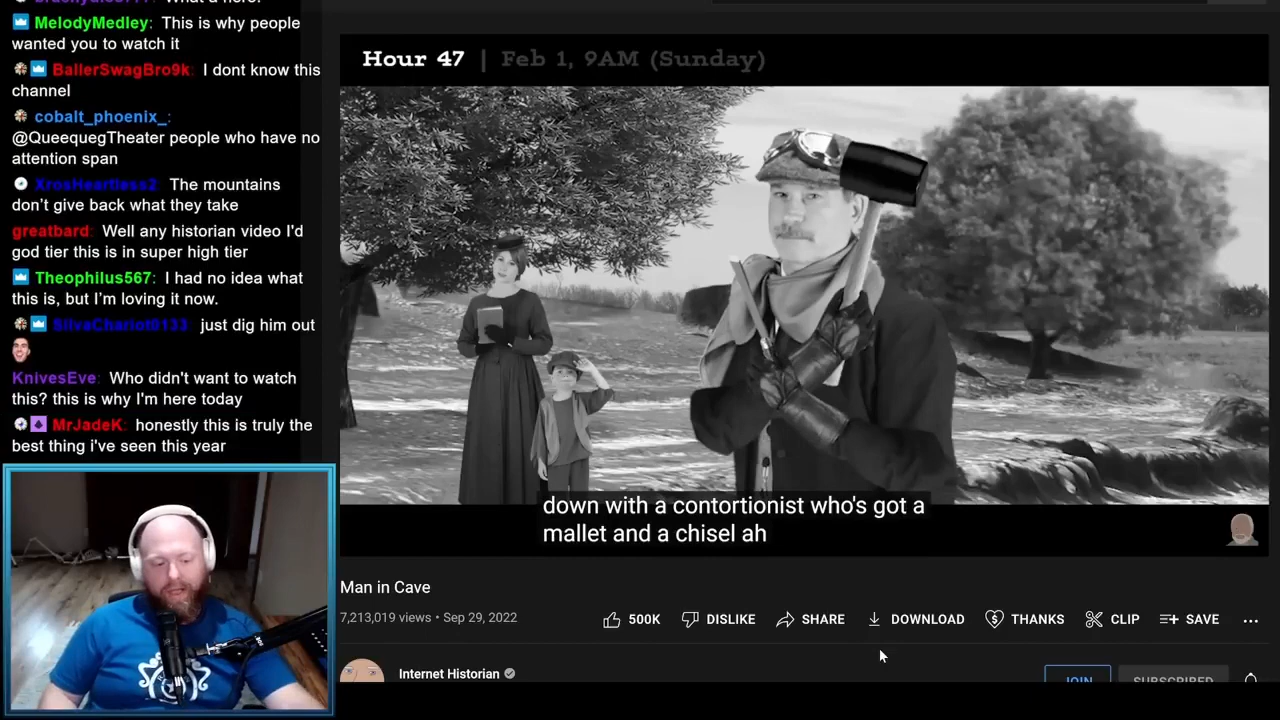 MelodyMedley: This is why people
wanted you to watch it
BallerSwagBro9k: I dont know this
channel
cobalt_phoenix_:
@QueequegTheater people who have no
attention span
XrosHeartless2: The mountains
don't give back what they take
greatbard: Well any historian video I'd
god tier this is in super high tier
Theophilus567: I had no idea what
this is, but I'm loving it now.
SilvaChariot0133: just dig him out
KnivesEve: Who didn't want to watch
this? this is why I'm here today
MrJadeK: honestly this is truly the
best thing i've seen this year
Hour 47 | Feb 1, 9AM (Sunday)
down with a contortionist who's got a
mallet and a chisel ah
Man in Cave
7,213,019 views • Sep 29, 2022
500K DISLIKE SHARE DOWNLOAD THANKS CLIP SAVE
Internet Historian
JOIN SUBSCRIBED